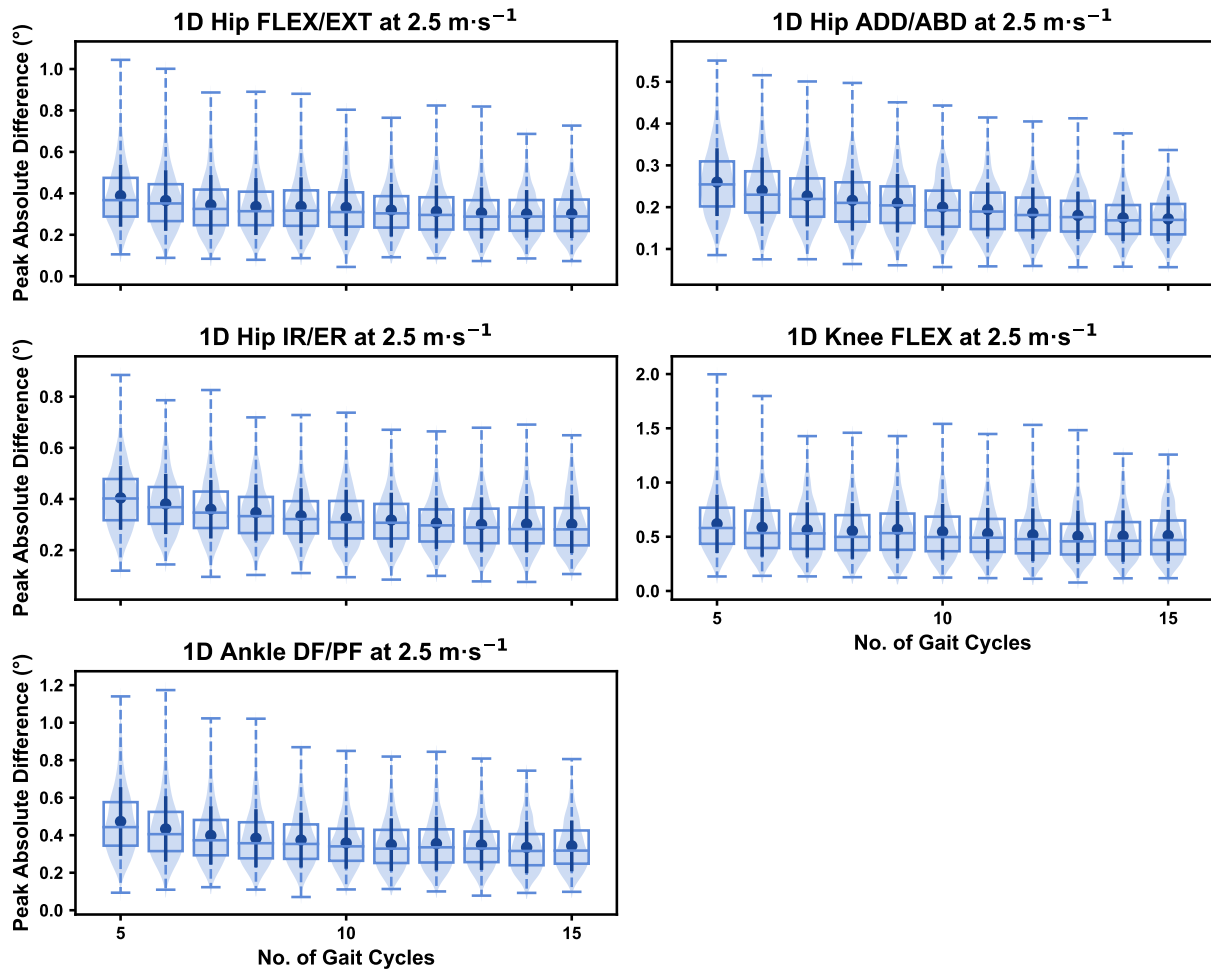 1D Hip FLEX/EXT at 2.5 m·s⁻¹
Peak Absolute Difference (°)
1.0
0.8
0.6
0.4
0.2
0.0
1D Hip ADD/ABD at 2.5 m·s⁻¹
0.5
0.4
0.3
0.2
0.1
1D Hip IR/ER at 2.5 m·s⁻¹
Peak Absolute Difference (°)
0.8
0.6
0.4
0.2
1D Knee FLEX at 2.5 m·s⁻¹
2.0
1.5
1.0
0.5
0.0
5 10 15
No. of Gait Cycles
1D Ankle DF/PF at 2.5 m·s⁻¹
Peak Absolute Difference (°)
1.2
1.0
0.8
0.6
0.4
0.2
0.0
5 10 15
No. of Gait Cycles